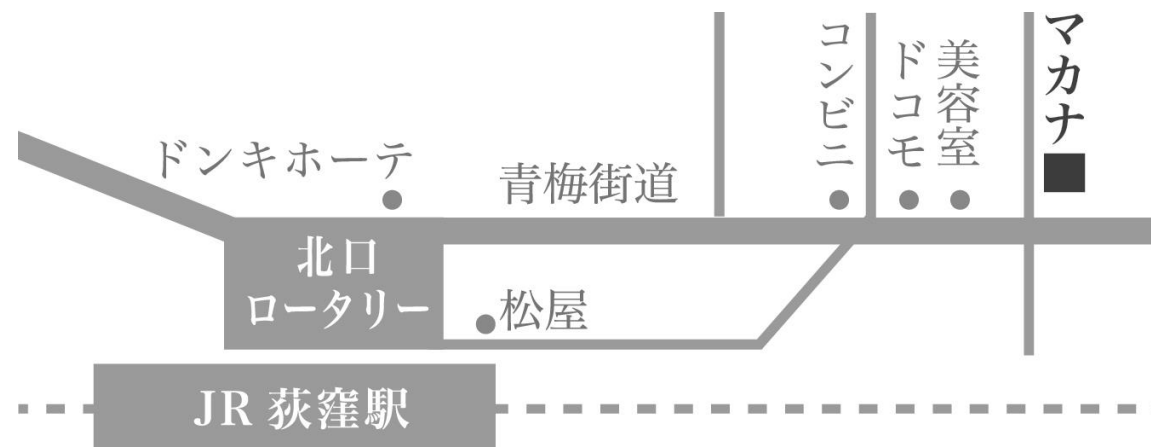 マカナ
美容室
ドコモ
コンビニ
ドンキホーテ
青梅街道
北口
ロータリー
松屋
JR 荻窪駅